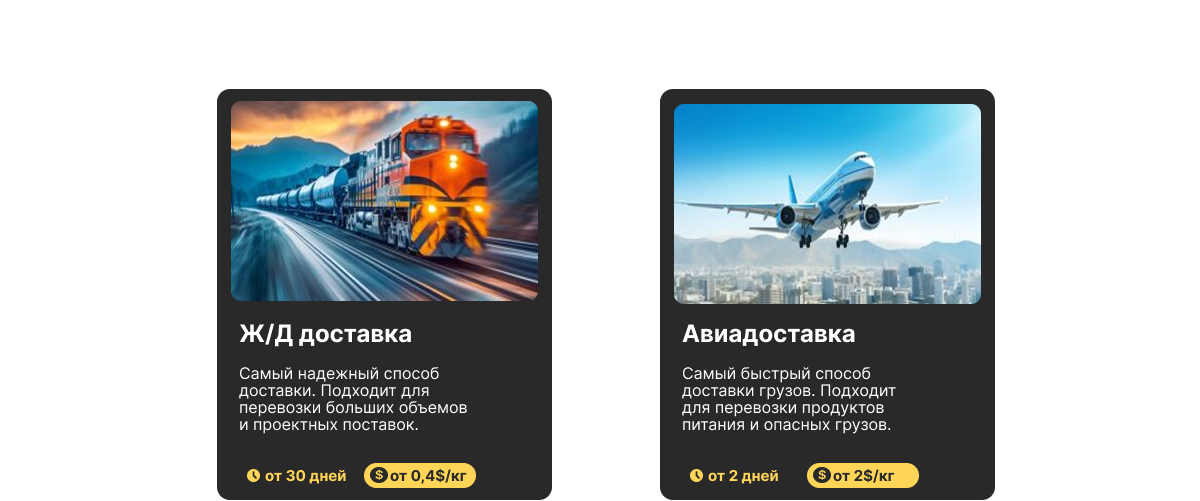 Ж/Д доставка
Самый надежный способ
доставки. Подходит для
перевозки больших объемов
и проектных поставок.
от 30 дней
$ от 0,4$/кг
Авиадоставка
Самый быстрый способ
доставки грузов. Подходит
для перевозки продуктов
питания и опасных грузов.
от 2 дней
$ от 2$/кг